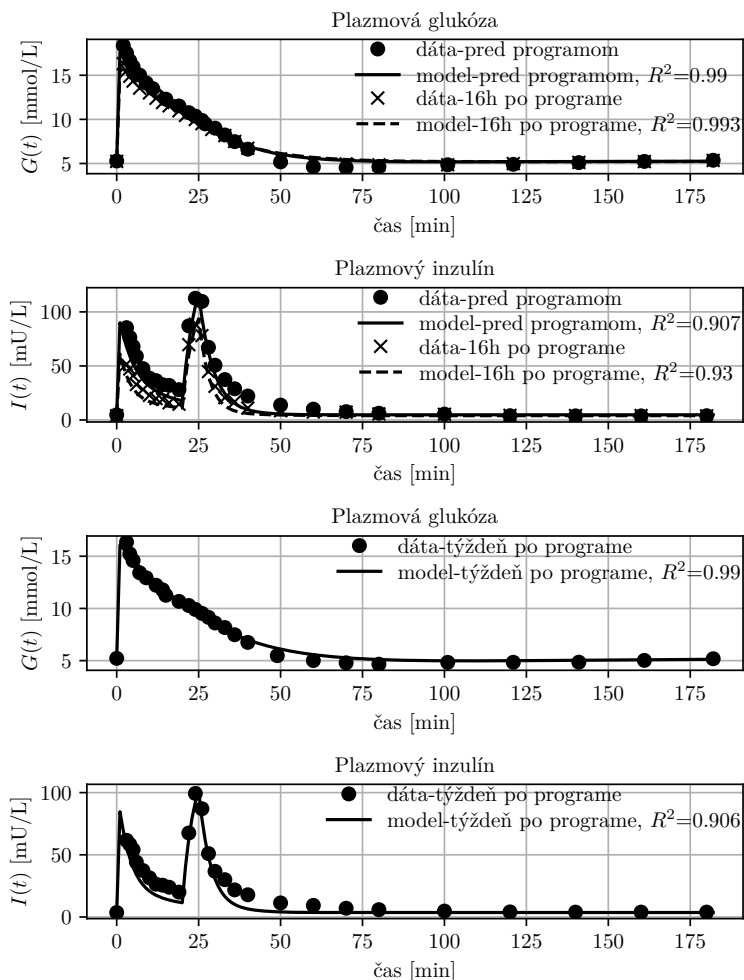 Plazmová glukóza
dáta-pred programom
model-pred programom, R²=0.99
dáta-16h po programe
model-16h po programe, R²=0.993
G(t) [mmol/L]
15
10
5
0 25 50 75 100 125 150 175
čas [min]
Plazmový inzulín
dáta-pred programom
model-pred programom, R²=0.907
dáta-16h po programe
model-16h po programe, R²=0.93
I(t) [mU/L]
100
50
0
0 25 50 75 100 125 150 175
čas [min]
Plazmová glukóza
dáta-týždeň po programe
model-týždeň po programe, R²=0.99
G(t) [mmol/L]
15
10
5
0 25 50 75 100 125 150 175
čas [min]
Plazmový inzulín
dáta-týždeň po programe
model-týždeň po programe, R²=0.906
I(t) [mU/L]
100
50
0
0 25 50 75 100 125 150 175
čas [min]